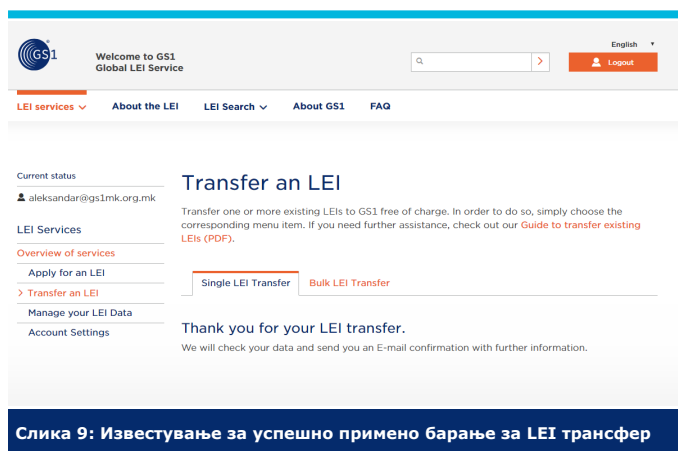 GS1
Welcome to GS1
Global LEI Service
English
Logout
LEI services
About the LEI
LEI Search
About GS1
FAQ
Current status
aleksandar@gs1mk.org.mk
LEI Services
Overview of services
Apply for an LEI
> Transfer an LEI
Manage your LEI Data
Account Settings
Transfer an LEI
Transfer one or more existing LEIs to GS1 free of charge. In order to do so, simply choose the
corresponding menu item. If you need further assistance, check out our Guide to transfer existing
LEIs (PDF).
Single LEI Transfer
Bulk LEI Transfer
Thank you for your LEI transfer.
We will check your data and send you an E-mail confirmation with further information.
Слика 9: Известување за успешно примено барање за LEI трансфер